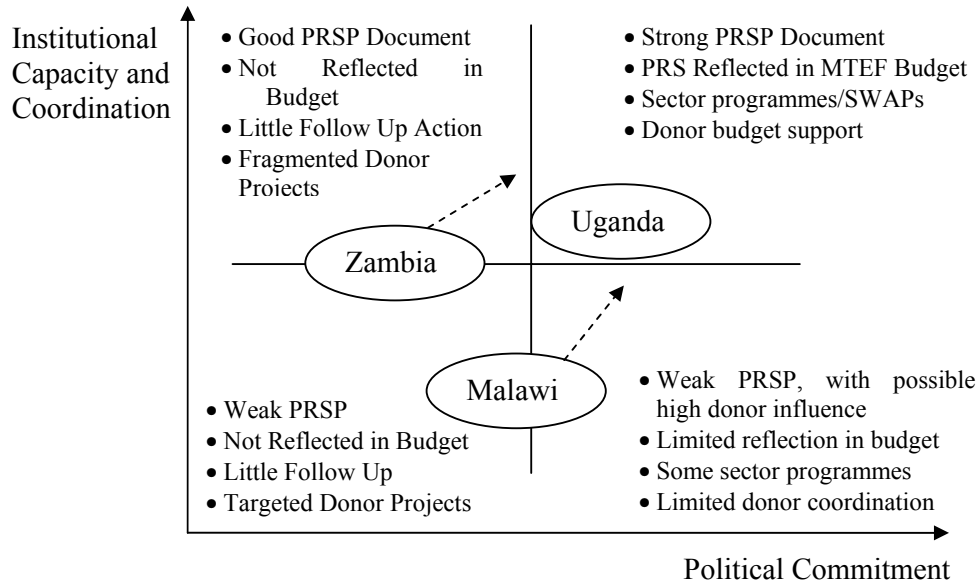 Institutional
Capacity and
Coordination
• Good PRSP Document
• Not Reflected in
Budget
• Little Follow Up Action
• Fragmented Donor
Projects
• Strong PRSP Document
• PRS Reflected in MTEF Budget
• Sector programmes/SWAPs
• Donor budget support
Uganda
Zambia
Malawi
• Weak PRSP
• Not Reflected in Budget
• Little Follow Up
• Targeted Donor Projects
• Weak PRSP, with possible
high donor influence
• Limited reflection in budget
• Some sector programmes
• Limited donor coordination
Political Commitment